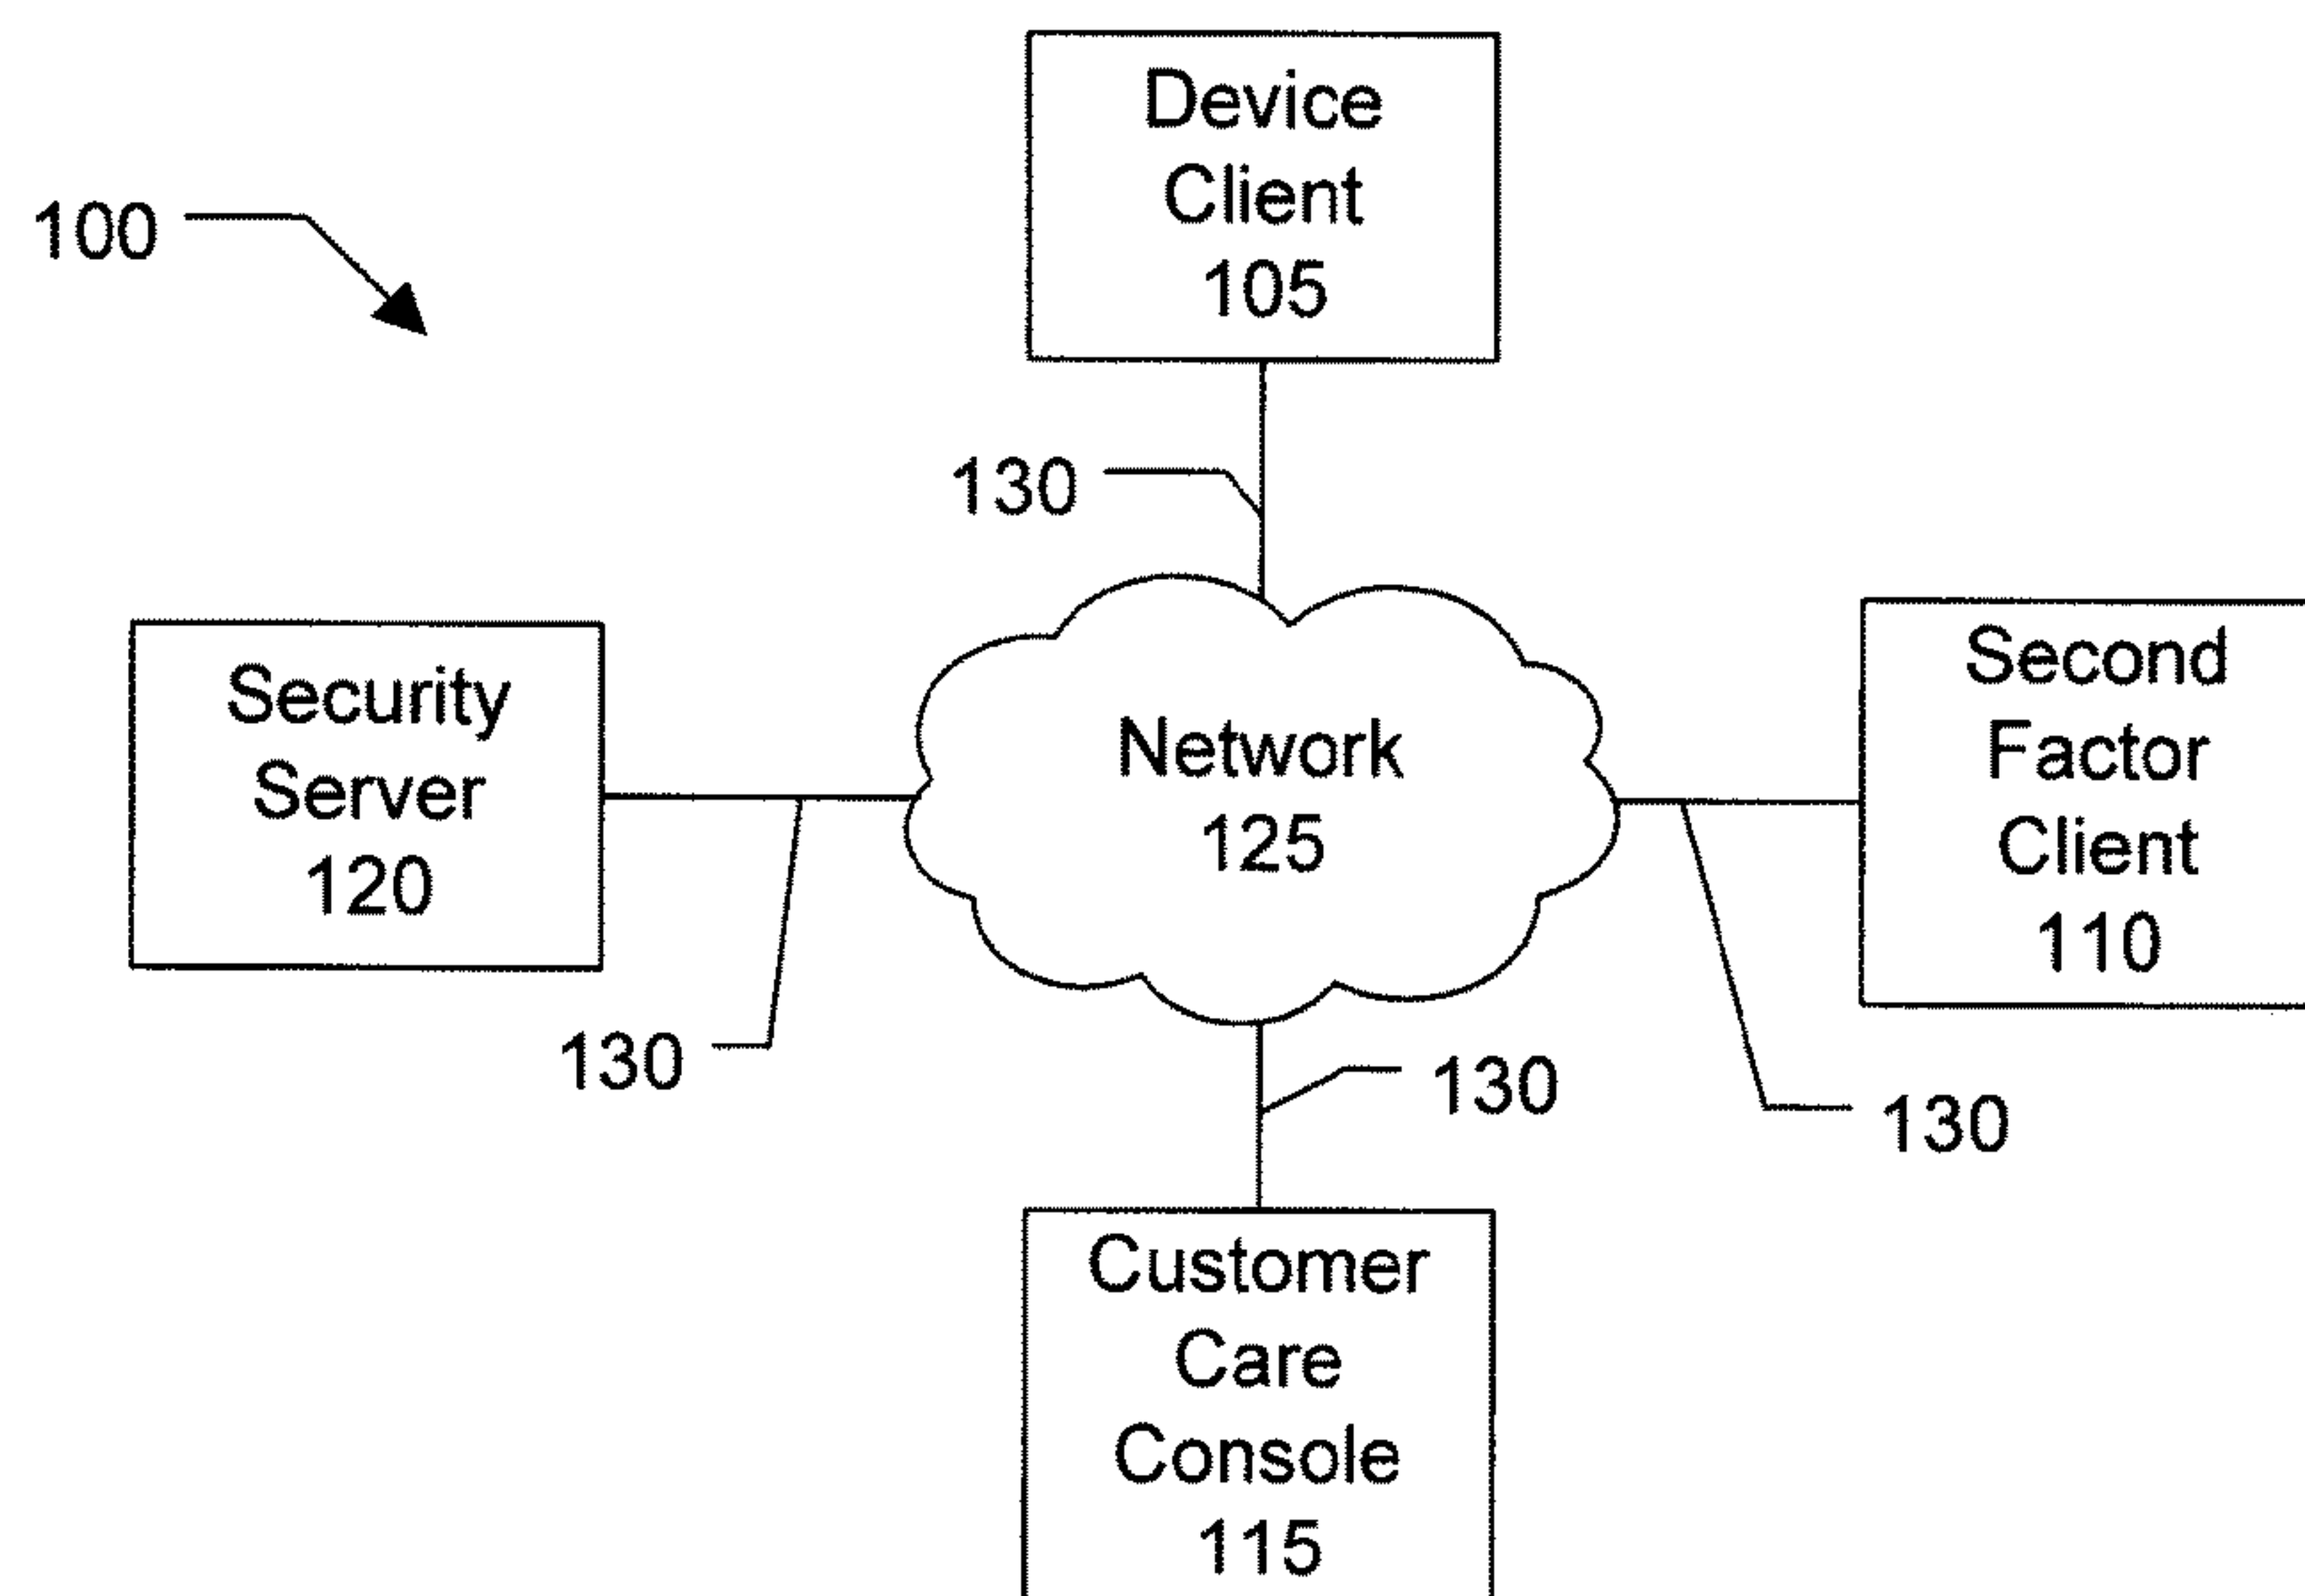 Device
Client
105
100
130
Security
Server
120
Network
125
Second
Factor
Client
110
130
130
130
Customer
Care
Console
115